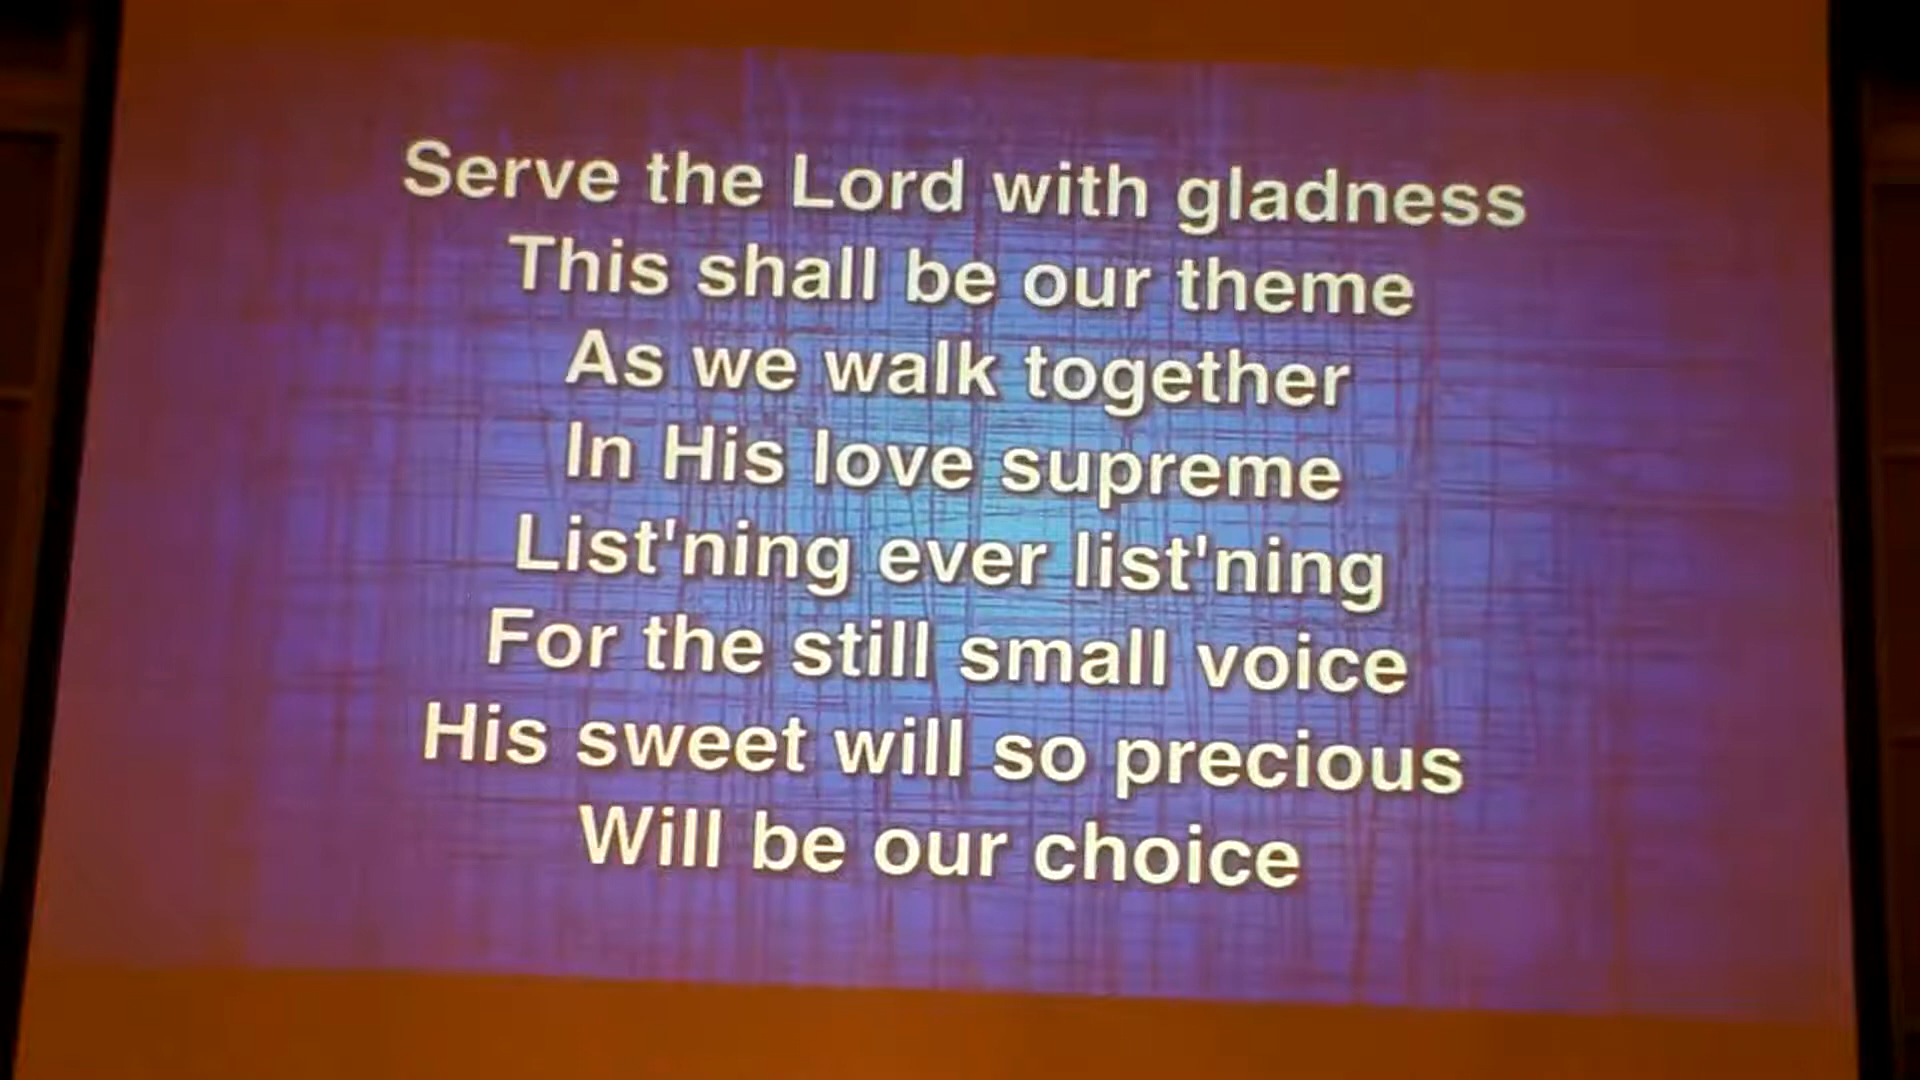 Serve the Lord with gladness
This shall be our theme
As we walk together
In His love supreme
List'ning ever list'ning
For the still small voice
His sweet will so precious
Will be our choice